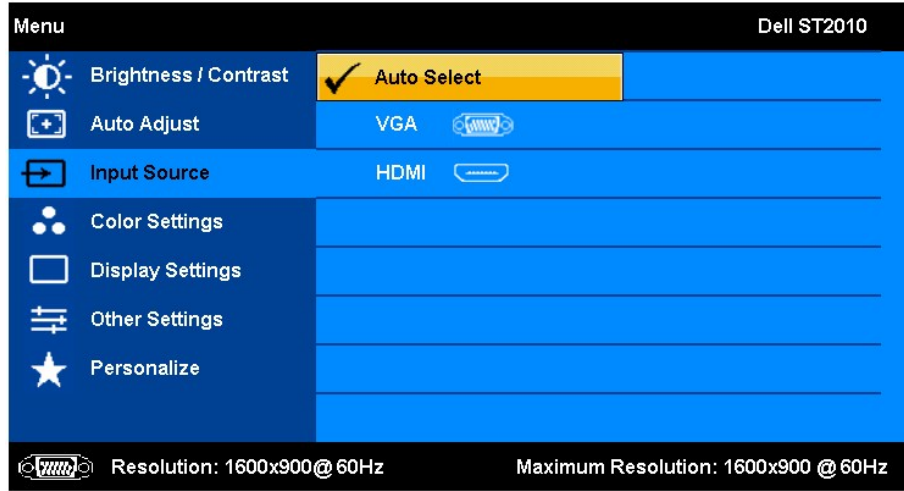 Menu Dell ST2010
Brightness / Contrast Auto Select
Auto Adjust VGA
Input Source HDMI
Color Settings
Display Settings
Other Settings
Personalize
Resolution: 1600x900@60Hz Maximum Resolution: 1600x900 @60Hz